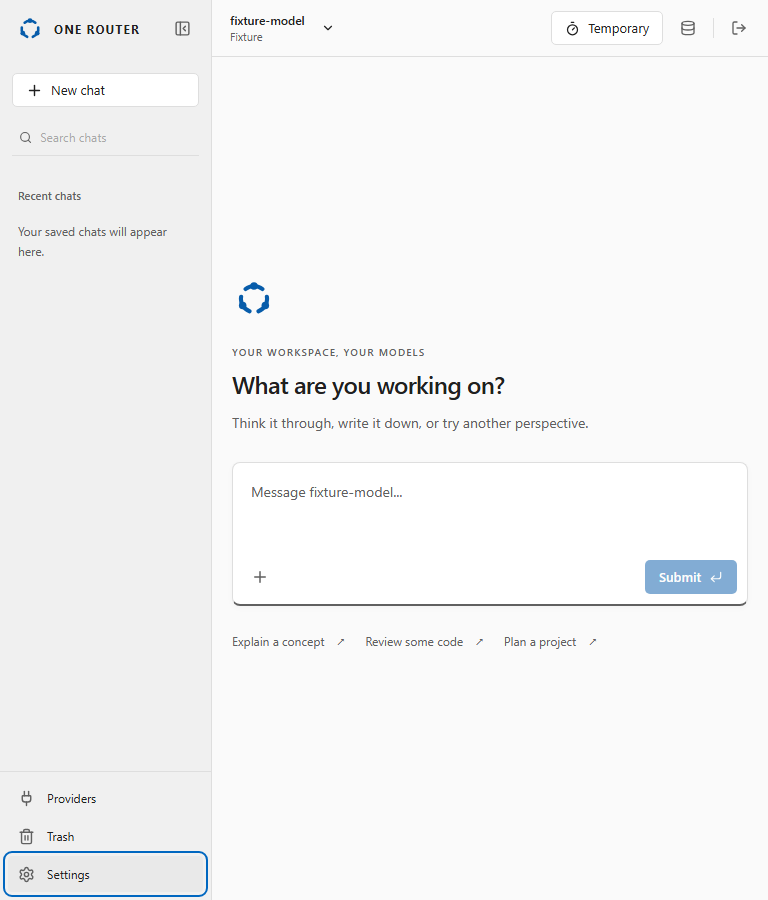 ONE ROUTER
New chat
Search chats
Recent chats
Your saved chats will appear
here.
Providers
Trash
Settings
fixture-model
Fixture
Temporary
YOUR WORKSPACE, YOUR MODELS
What are you working on?
Think it through, write it down, or try another perspective.
Message fixture-model...
Submit
Explain a concept
Review some code
Plan a project